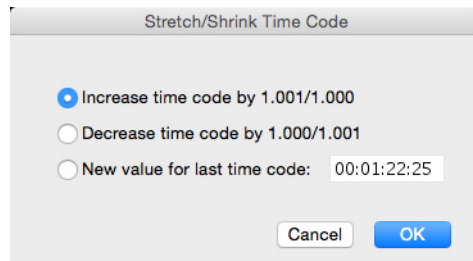 Stretch/Shrink Time Code
Increase time code by 1.001/1.000
Decrease time code by 1.000/1.001
New value for last time code: 00:01:22:25
Cancel OK